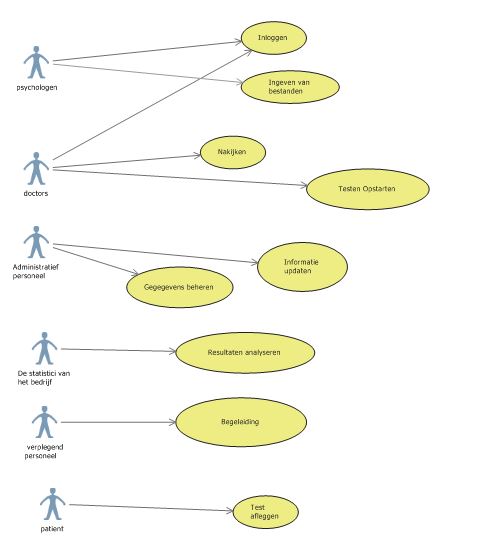 Inloggen
psychologen
Ingeven van
bestanden
Nakijken
doctors
Testen Opstarten
Administratief
personeel
Informatie
updaten
Gegegevens beheren
De statistici van
het bedrijf
Resultaten analyseren
Begeleiding
verplegend
personeel
Test
afleggen
patient